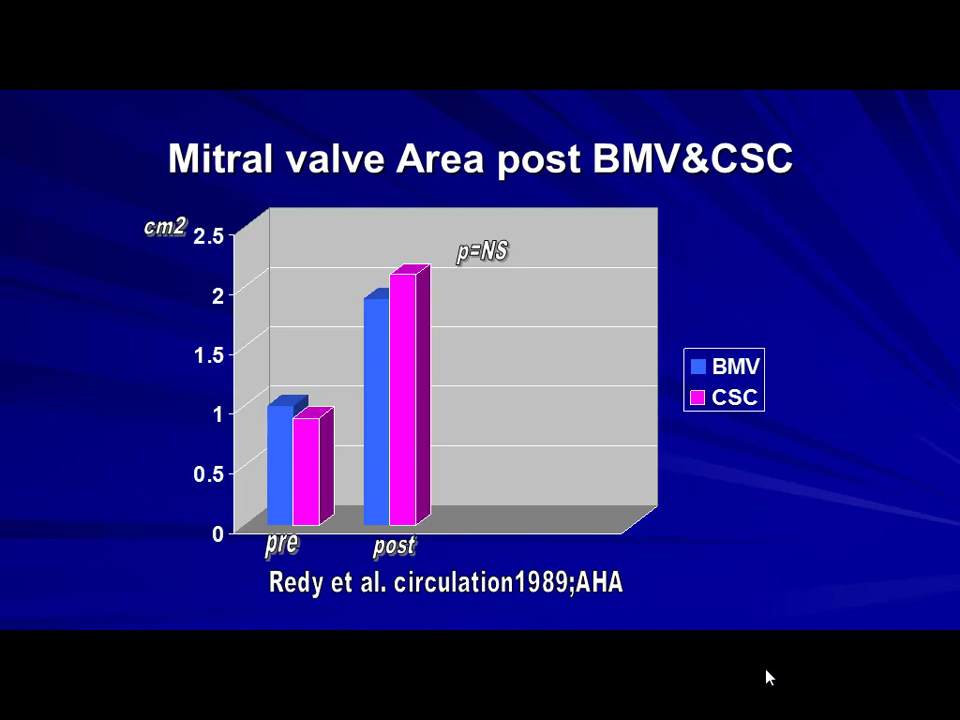 Mitral valve Area post BMV&CSC
cm2
2.5
p=NS
2
1.5
1
0.5
0
BMV
CSC
pre
post
Redy et al. circulation1989;AHA